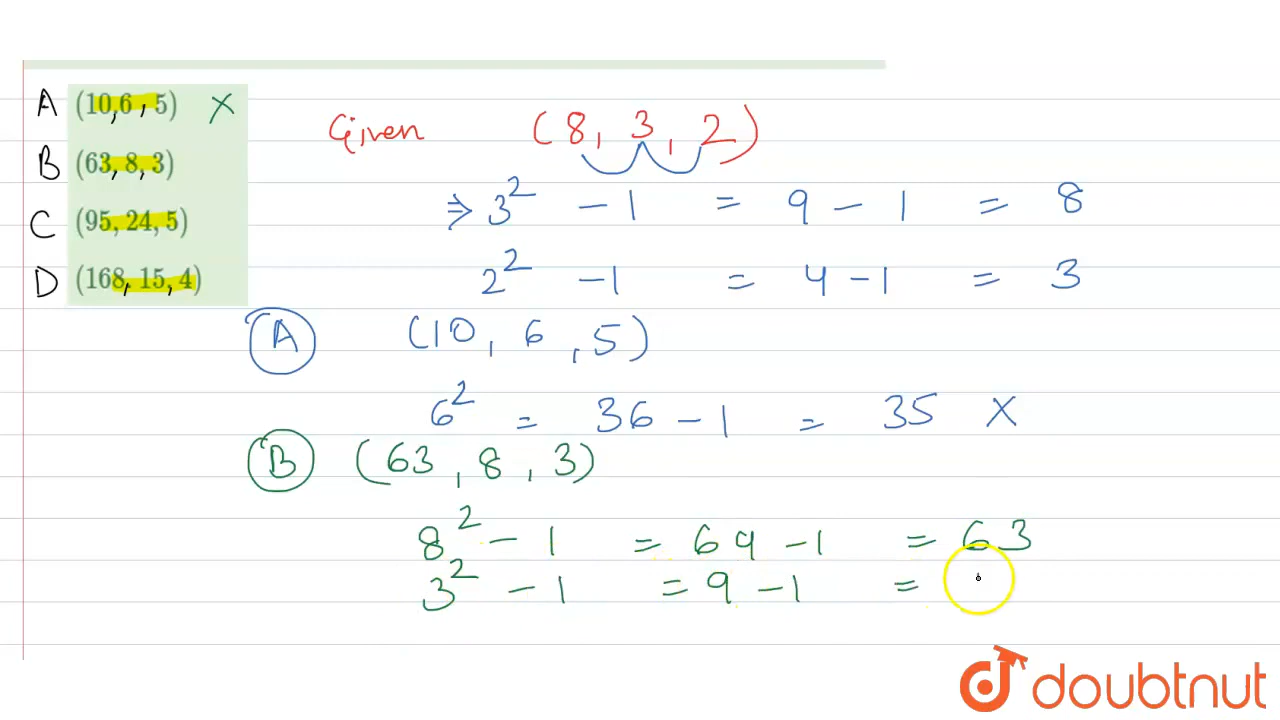 A (10,6 , 5) X
B (63, 8, 3)
C (95, 24, 5)
D (168, 15, 4)
Given (8, 3, 2)
⇒ 3² - 1 = 9 - 1 = 8
2² - 1 = 4 - 1 = 3
A (10, 6, 5)
6² = 36 - 1 = 35 X
B (63, 8, 3)
8² - 1 = 64 - 1 = 63
3² - 1 = 9 - 1 =
doubtnut